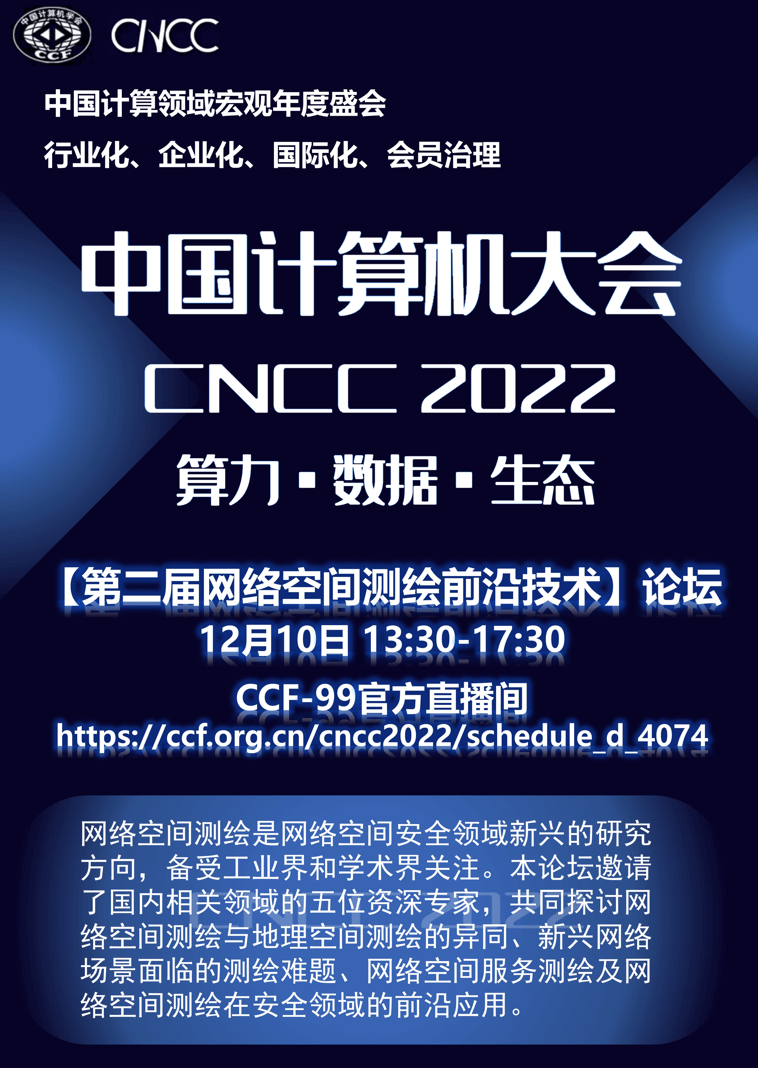 中国计算机学会
CCF
CNCC
中国计算领域宏观年度盛会
行业化、企业化、国际化、会员治理
中国计算机大会
CNCC 2022
算力·数据·生态
【第二届网络空间测绘前沿技术】论坛
12月10日 13:30-17:30
CCF-99官方直播间
https://ccf.org.cn/cncc2022/schedule_d_4074
网络空间测绘是网络空间安全领域新兴的研究
方向，备受工业界和学术界关注。本论坛邀请
了国内相关领域的五位资深专家，共同探讨网
络空间测绘与地理空间测绘的异同、新兴网络
场景面临的测绘难题、网络空间服务测绘及网
络空间测绘在安全领域的前沿应用。
CNCC 2022